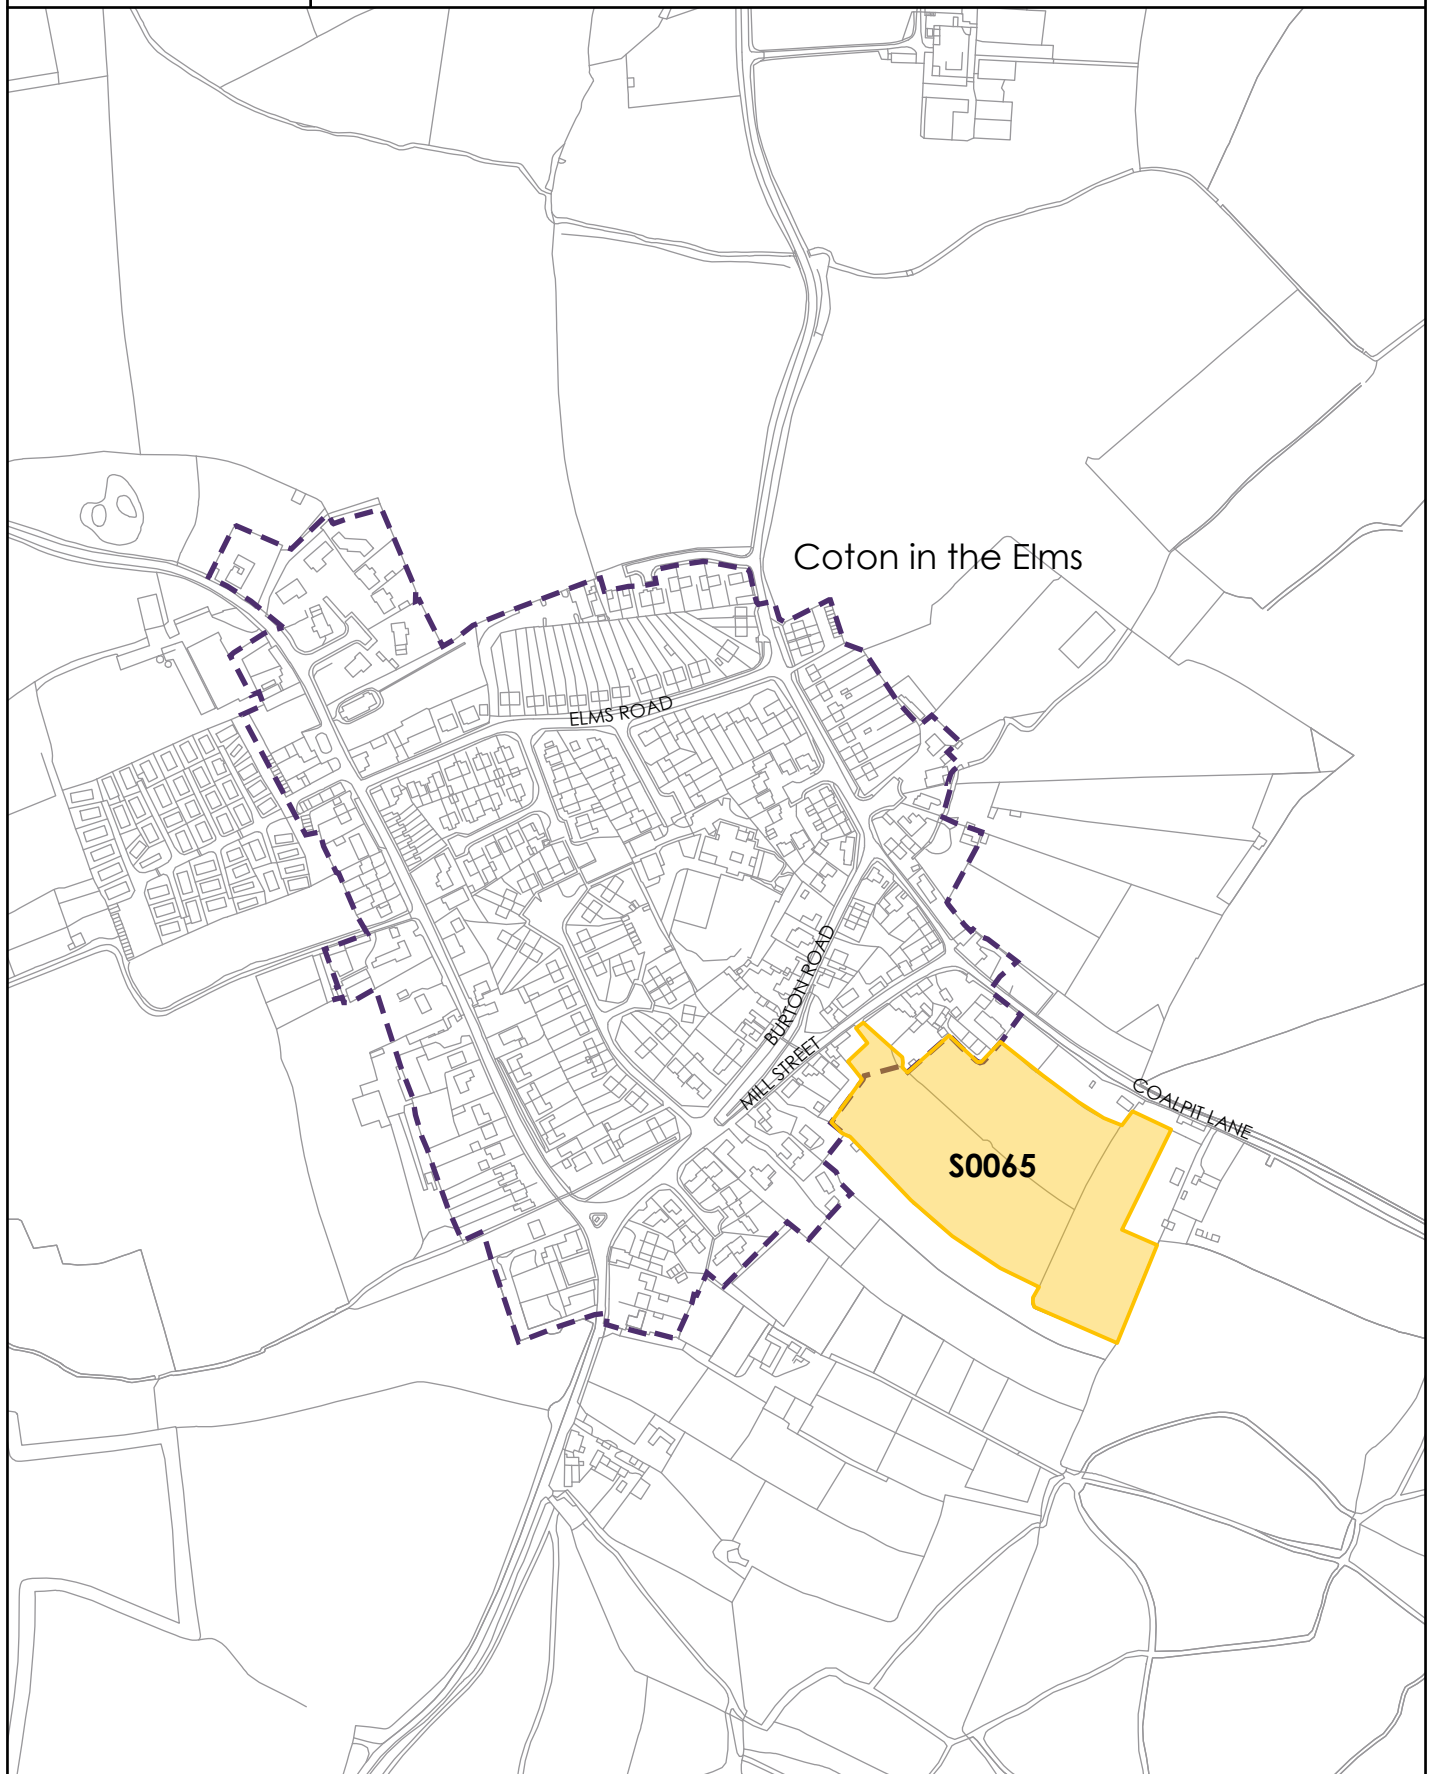 Coton in the Elms
ELMS ROAD
BURTON ROAD
MILL STREET
COALPIT LANE
S0065